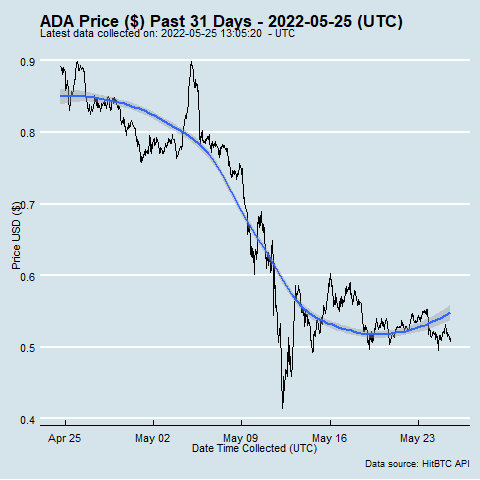 ADA Price ($) Past 31 Days - 2022-05-25 (UTC)
Latest data collected on: 2022-05-25 13:05:20 - UTC
0.9
0.8
0.7
0.6
0.5
0.4
Price USD ($)
Apr 25
May 02
May 09
May 16
May 23
Date Time Collected (UTC)
Data source: HitBTC API